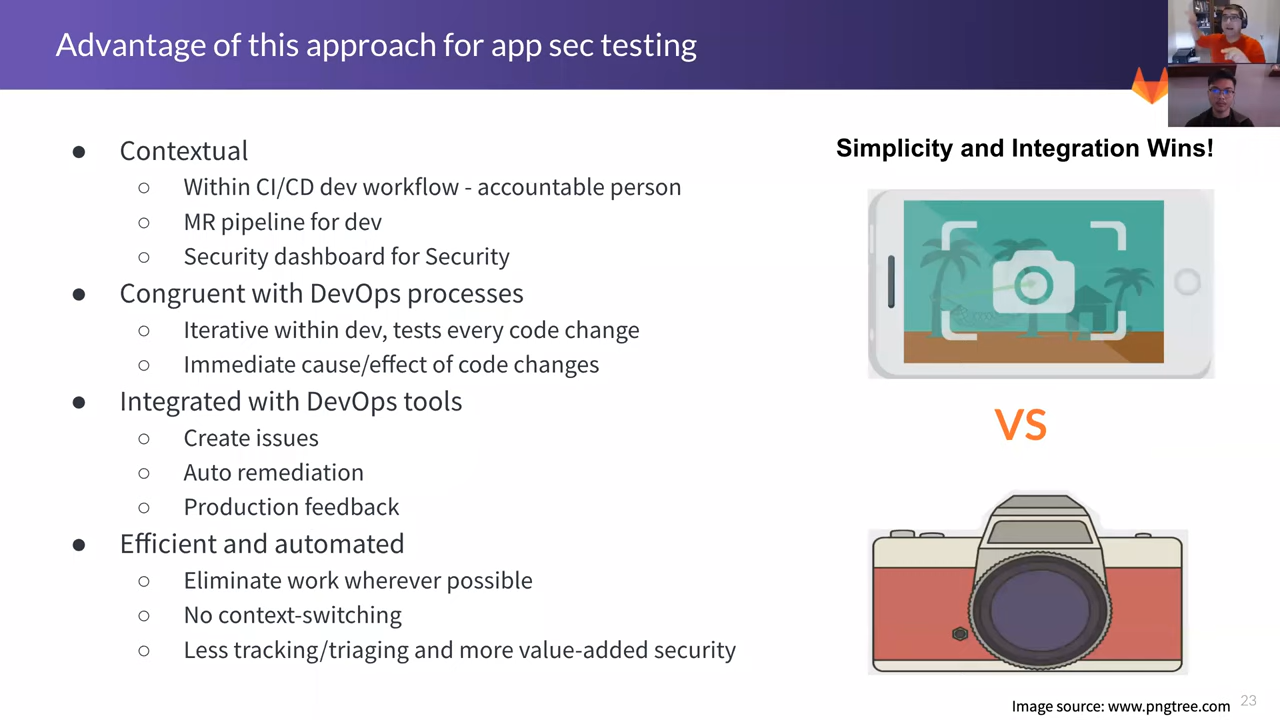 Advantage of this approach for app sec testing
● Contextual
○ Within CI/CD dev workflow - accountable person
○ MR pipeline for dev
○ Security dashboard for Security
● Congruent with DevOps processes
○ Iterative within dev, tests every code change
○ Immediate cause/effect of code changes
● Integrated with DevOps tools
○ Create issues
○ Auto remediation
○ Production feedback
● Efficient and automated
○ Eliminate work wherever possible
○ No context-switching
○ Less tracking/triaging and more value-added security
Simplicity and Integration Wins!
VS
Image source: www.pngtree.com
23